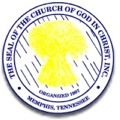 THE SEAL OF THE CHURCH OF GOD IN CHRIST, INC.
ORGANIZED 1907
MEMPHIS, TENNESSEE